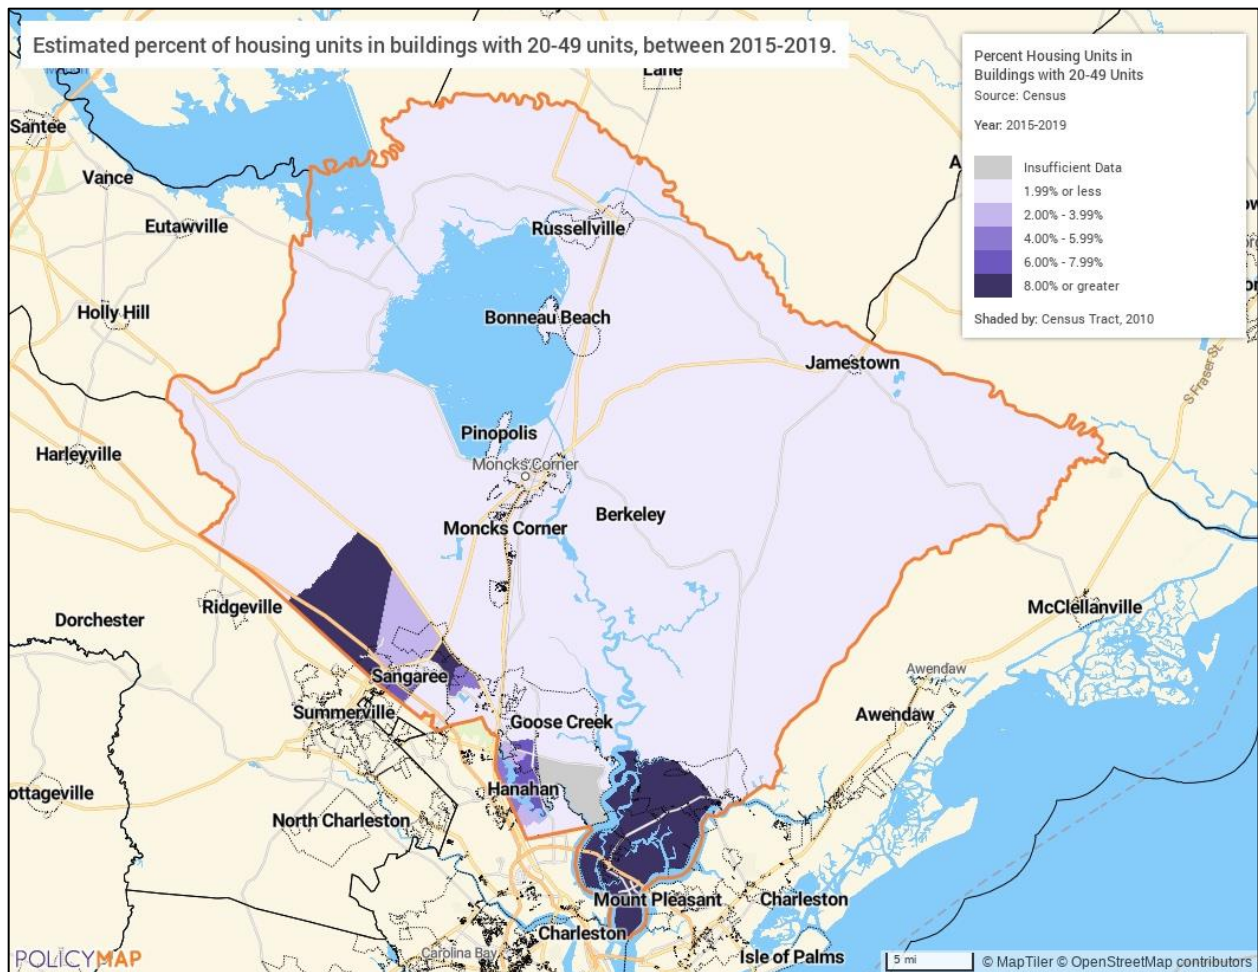 Estimated percent of housing units in buildings with 20-49 units, between 2015-2019.
Percent Housing Units in
Buildings with 20-49 Units
Source: Census
Year: 2015-2019
Insufficient Data
1.99% or less
2.00% - 3.99%
4.00% - 5.99%
6.00% - 7.99%
8.00% or greater
Shaded by: Census Tract, 2010
Lane
Santee
Vance
Eutawville
Russellville
Holly Hill
Bonneau Beach
Jamestown
S Fraser St
Pinopolis
Harleyville
Moncks Corner
Berkeley
Moncks Corner
Ridgeville
McClellanville
Dorchester
Awendaw
Sangaree
Summerville
Goose Creek
Awendaw
Hanahan
ottageville
North Charleston
Mount Pleasant
Charleston
Charleston
Carolina Bay
Isle of Palms
POLICYMAP
5 mi
© MapTiler © OpenStreetMap contributors